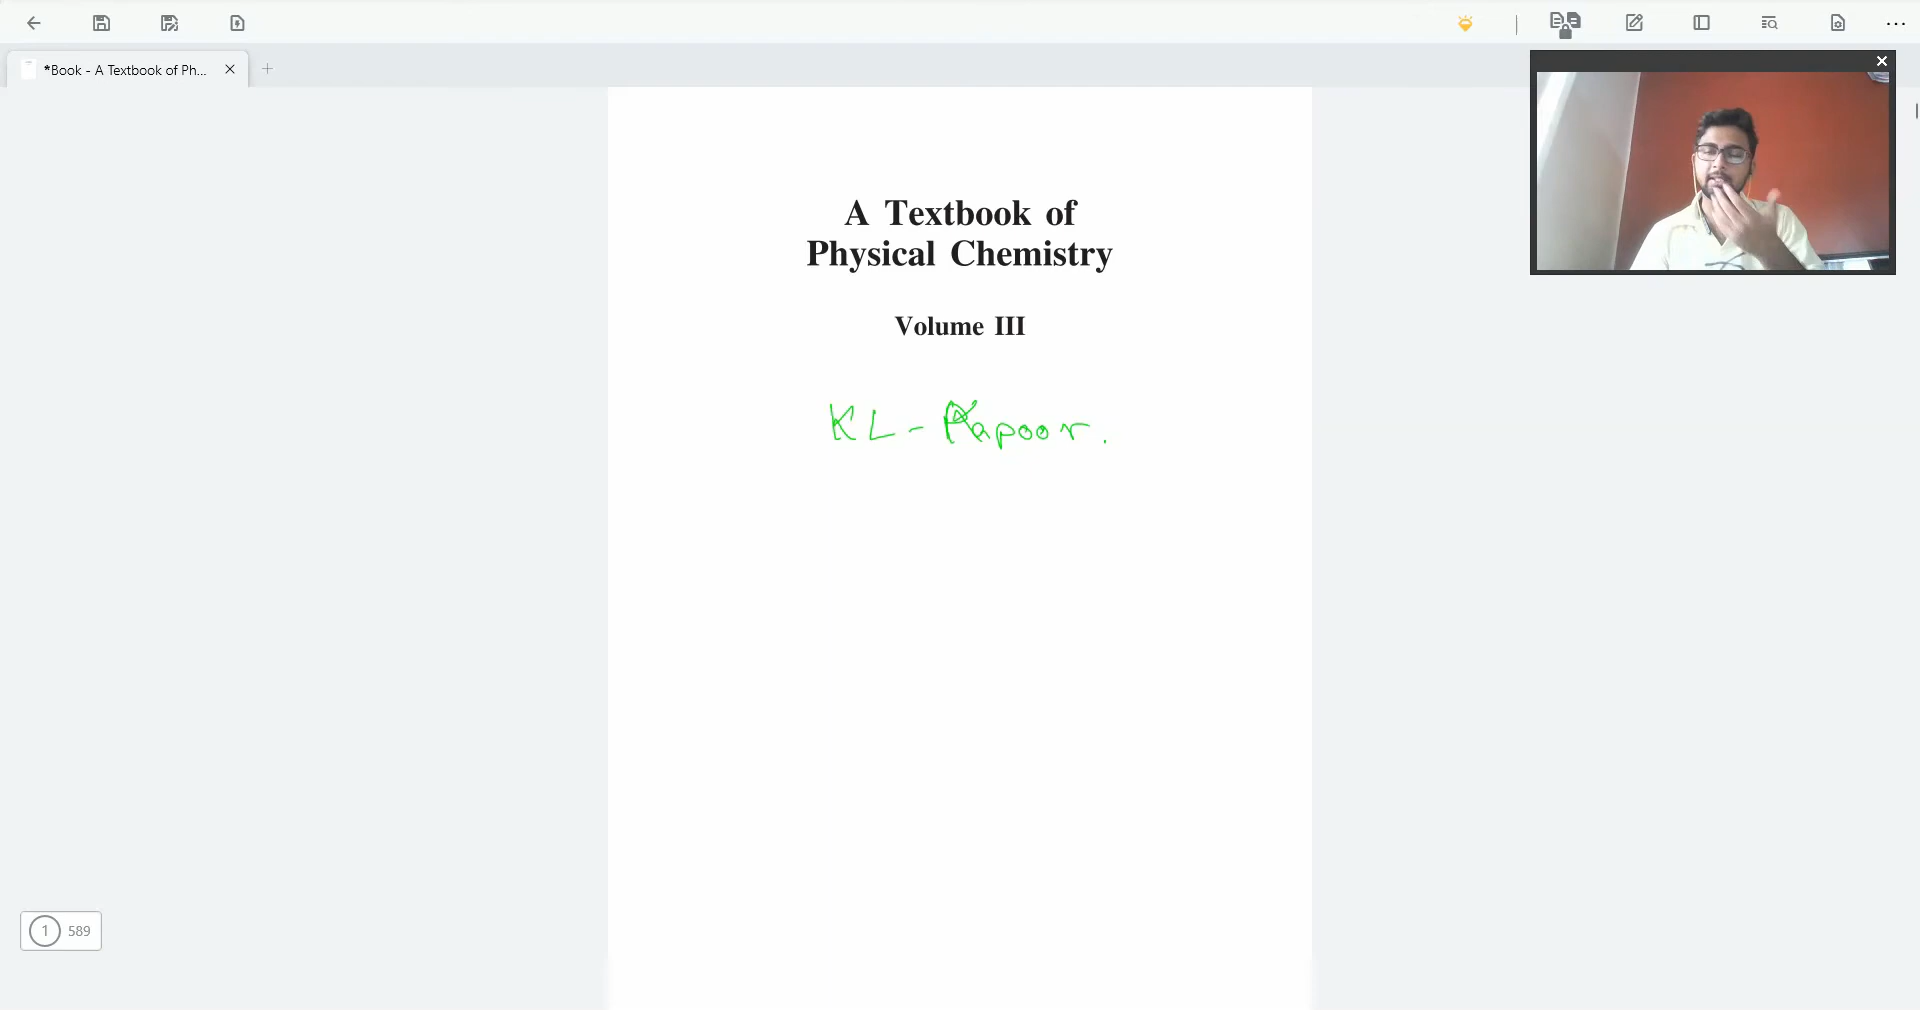 *Book - A Textbook of Ph...
A Textbook of
Physical Chemistry
Volume III
KL - Kapoor.
1 589